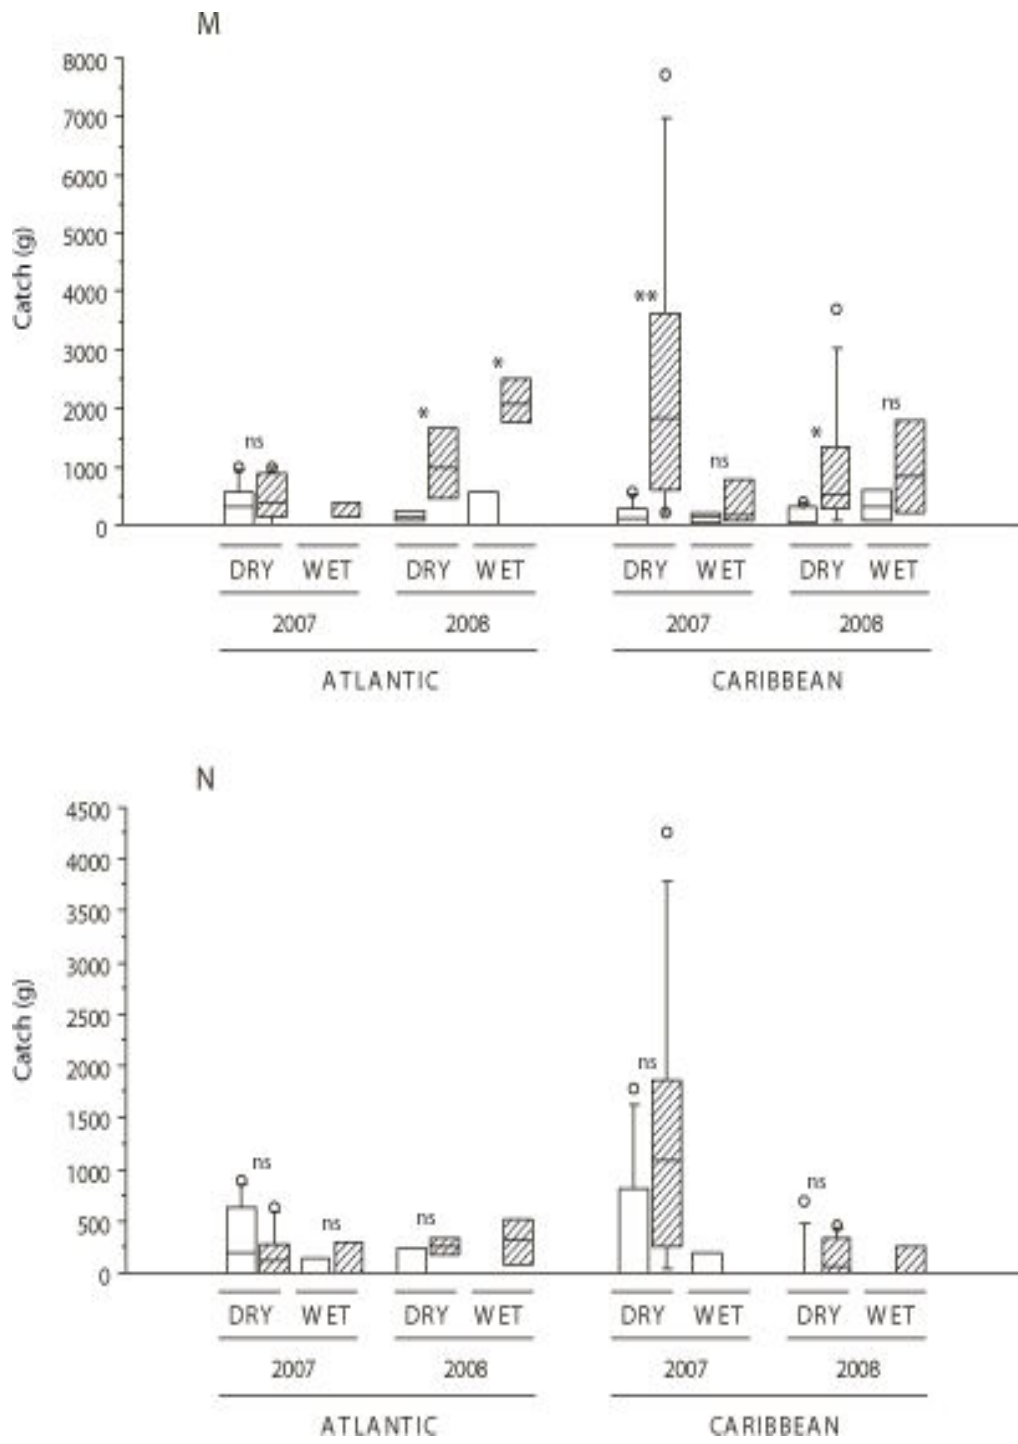 M
8000
7000
6000
5000
4000
3000
2000
1000
0
Catch (g)
**
*
*
*
ns
ns
ns
DRY WET DRY WET DRY WET DRY WET
2007 2008 2007 2008
ATLANTIC CARIBBEAN
N
4500
4000
3500
3000
2500
2000
1500
1000
500
0
Catch (g)
ns
ns
ns
ns
ns
DRY WET DRY WET DRY WET DRY WET
2007 2008 2007 2008
ATLANTIC CARIBBEAN